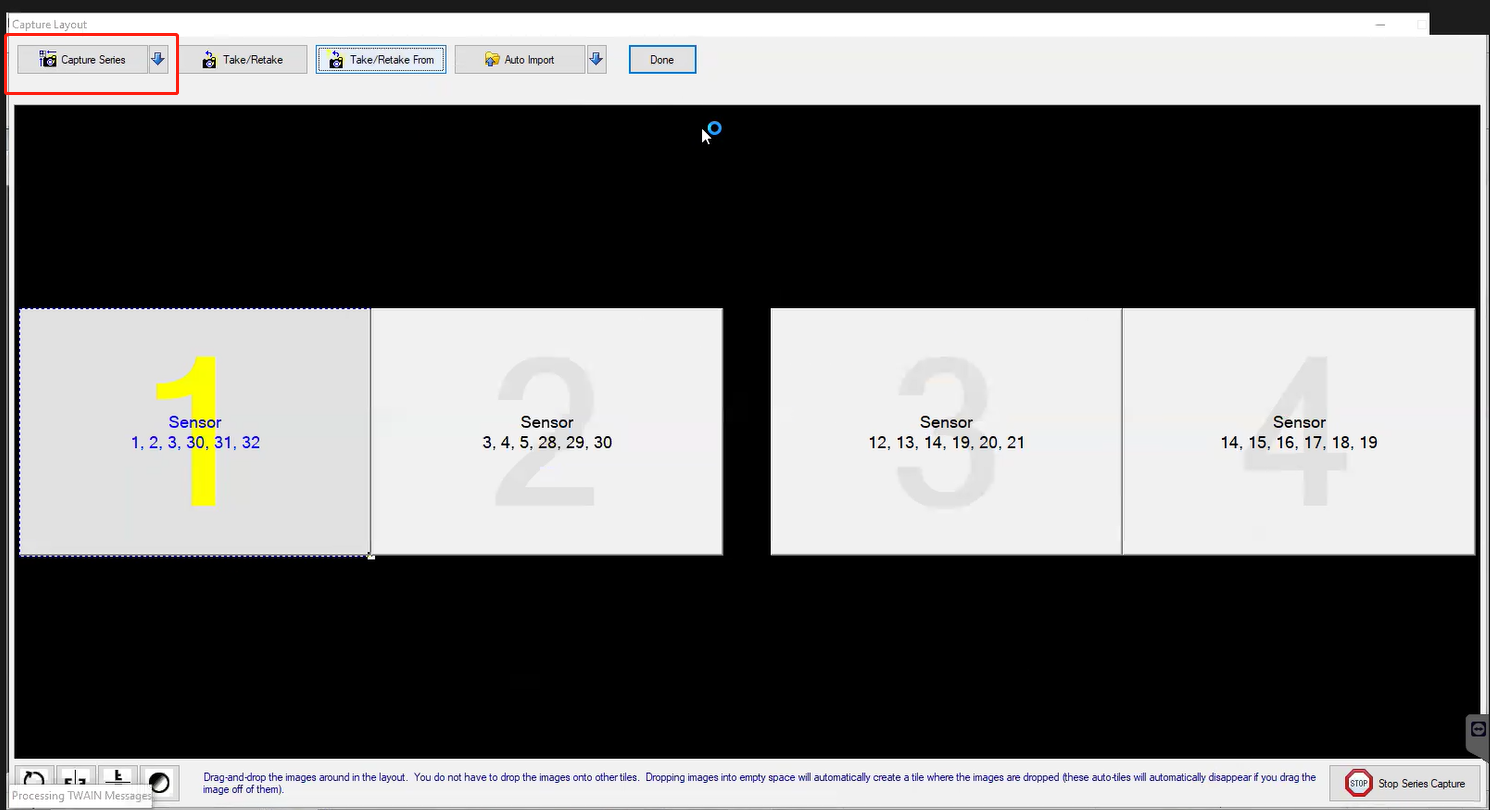 Capture Layout
Capture Series
Take/Retake
Take/Retake From
Auto Import
Done
1
Sensor
1, 2, 3, 30, 31, 32
2
Sensor
3, 4, 5, 28, 29, 30
3
Sensor
12, 13, 14, 19, 20, 21
4
Sensor
14, 15, 16, 17, 18, 19
Drag-and-drop the images around in the layout. You do not have to drop the images onto other tiles. Dropping images into empty space will automatically create a tile where the images are dropped (these auto-tiles will automatically disappear if you drag the
image off of them).
STOP
Stop Series Capture
Processing TWAIN Messages